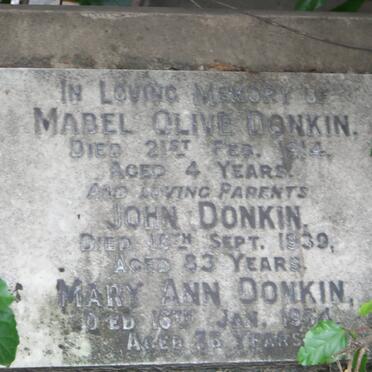 IN LOVING MEMORY OF
MABEL OLIVE DONKIN.
DIED 21ST FEB. 1914.
AGED 4 YEARS.
AND LOVING PARENTS
JOHN DONKIN,
DIED SEPT. 1939,
AGED 83 YEARS.
MARY ANN DONKIN,
DIED JAN.
AGED YEARS